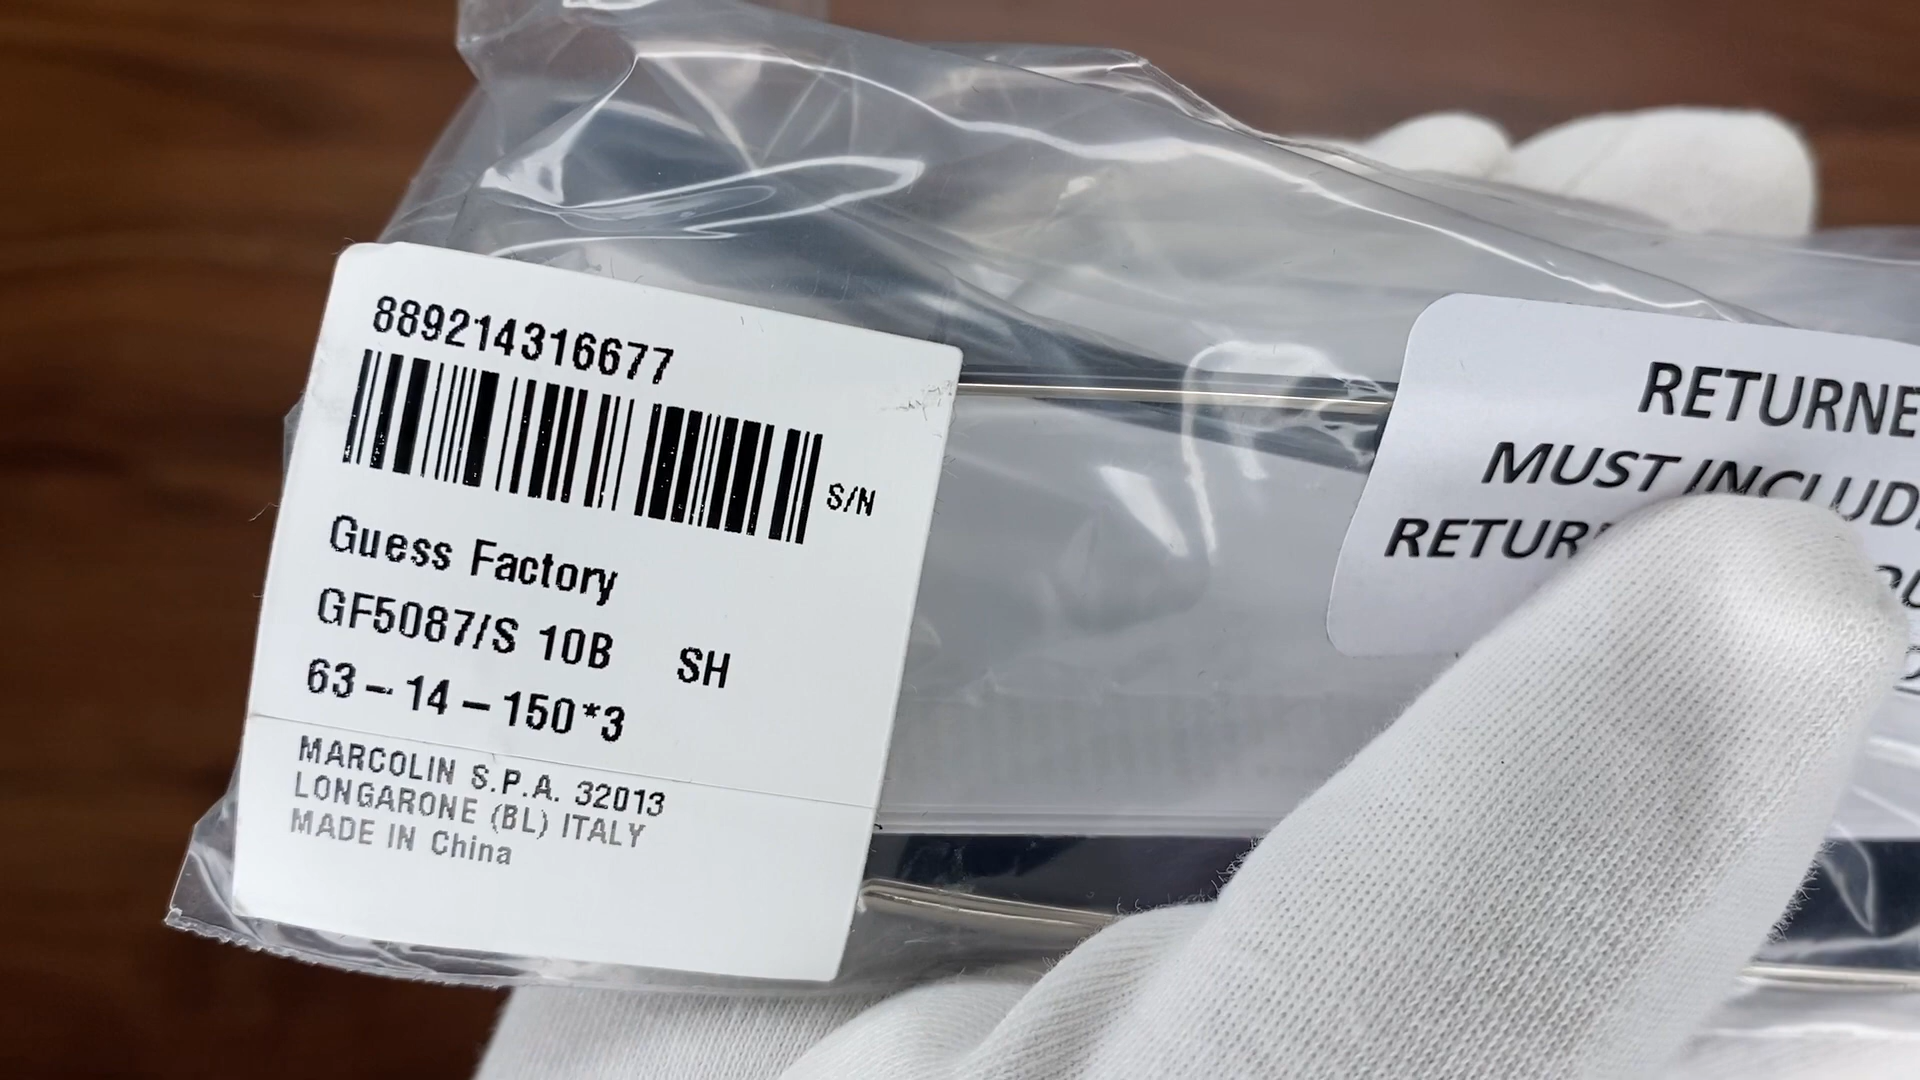 889214316677
S/N
Guess Factory
GF5087/S 10B SH
63-14-150*3
MARCOLIN S.P.A. 32013
LONGARONE (BL) ITALY
MADE IN China
RETURNE
MUST INCLUD
RETUR